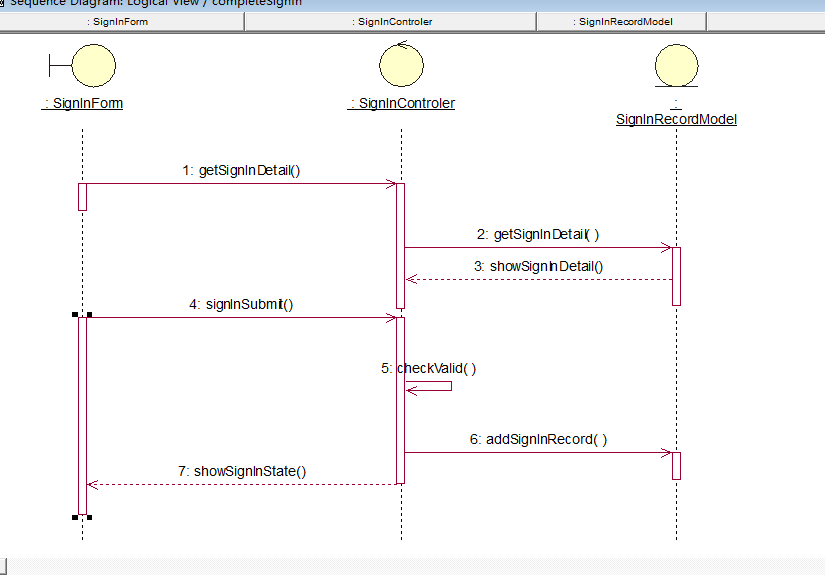 Sequence Diagram: Logical View / completeSignIn
: SignInForm
: SignInControler
: SignInRecordModel
: SignInForm
: SignInControler
:
SignInRecordModel
1: getSignInDetail()
2: getSignInDetail( )
3: showSignInDetail()
4: signInSubmit()
5: checkValid( )
6: addSignInRecord( )
7: showSignInState()